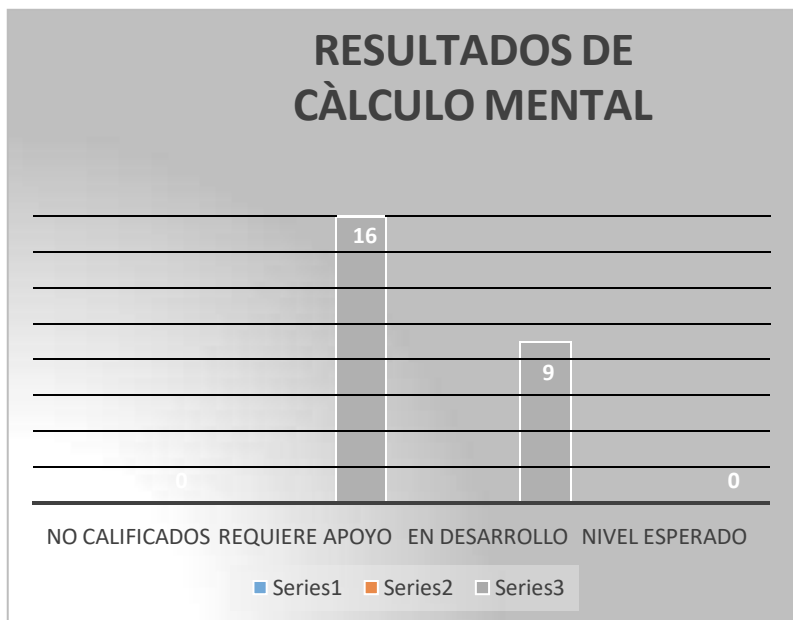 RESULTADOS DE
CÀLCULO MENTAL
16
9
0
0
NO CALIFICADOS REQUIERE APOYO EN DESARROLLO NIVEL ESPERADO
Series1 Series2 Series3